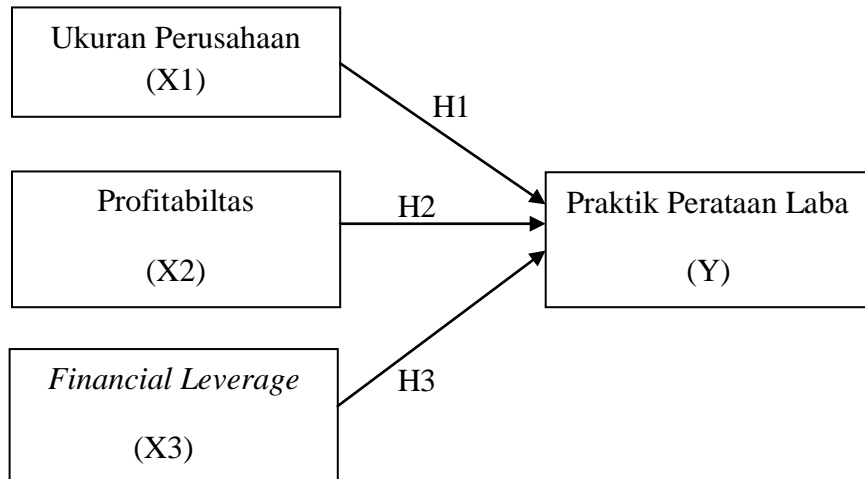 Ukuran Perusahaan
(X1)
H1
Profitabiltas
(X2)
H2
Praktik Perataan Laba
(Y)
Financial Leverage
(X3)
H3